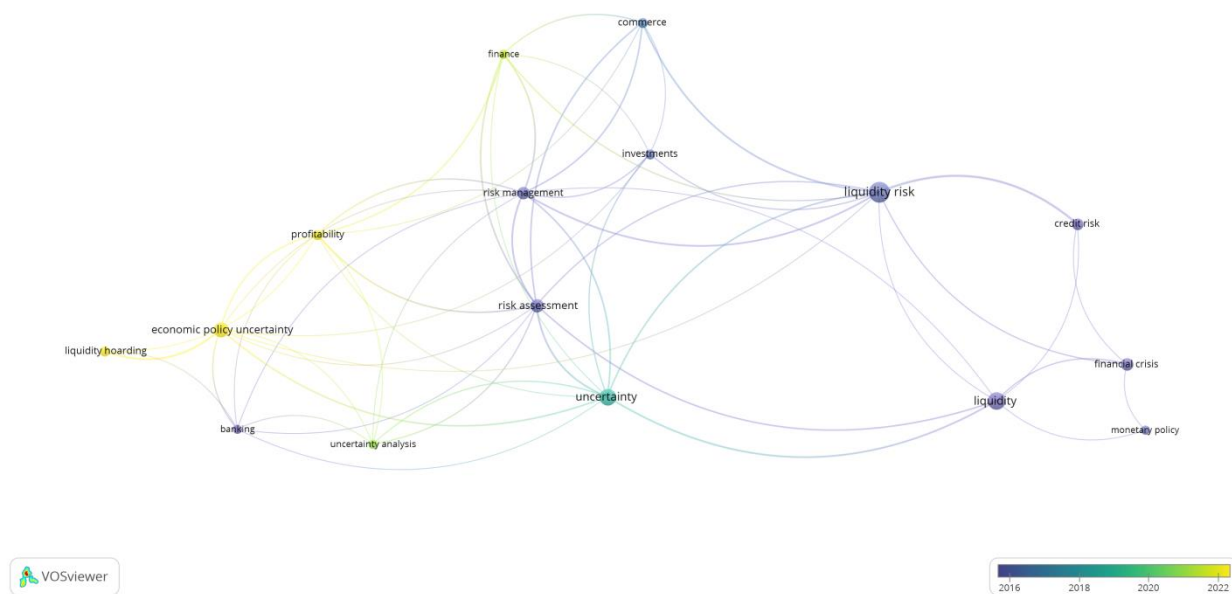 commerce
finance
investments
risk management
liquidity risk
credit risk
profitability
risk assessment
economic policy uncertainty
liquidity hoarding
financial crisis
uncertainty
liquidity
banking
uncertainty analysis
monetary policy
VOSviewer
2016 2018 2020 2022